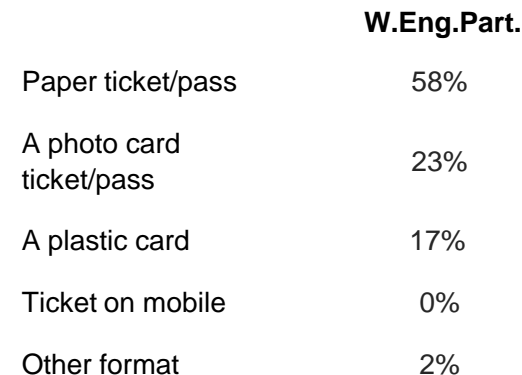 W.Eng.Part.
Paper ticket/pass 58%
A photo card
ticket/pass 23%
A plastic card 17%
Ticket on mobile 0%
Other format 2%